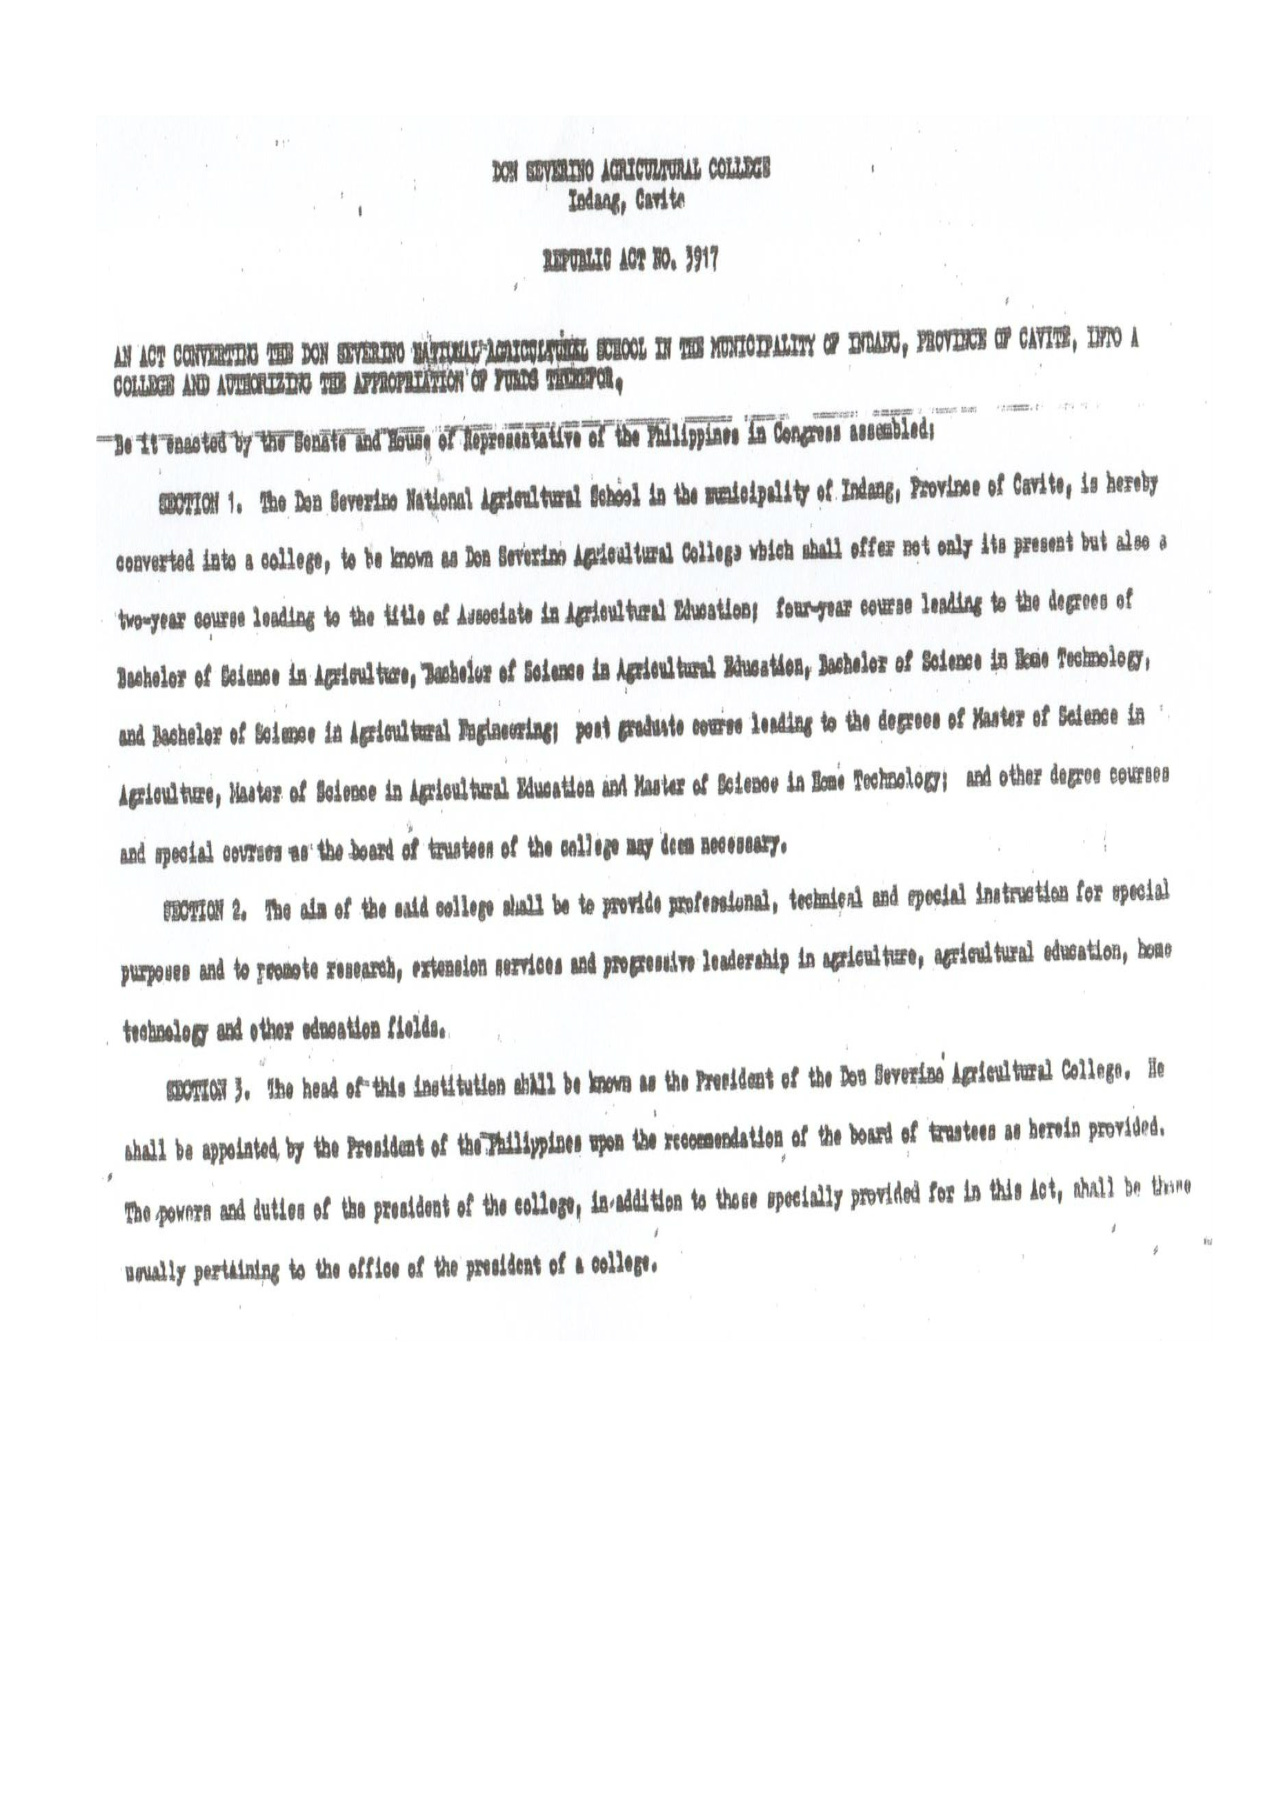 DON SEVERINO AGRICULTURAL COLLEGE
Indang, Cavite
REPUBLIC ACT NO. 3917
AN ACT CONVERTING THE DON SEVERINO NATIONAL AGRICULTURAL SCHOOL IN THE MUNICIPALITY OF INDANG, PROVINCE OF CAVITE, INTO A
COLLEGE AND AUTHORIZING THE APPROPRIATION OF FUNDS THEREFOR,
Be it enacted by the Senate and House of Representative of the Philippines in Congress assembled;
SECTION 1. The Don Severino National Agricultural School in the municipality of Indang, Province of Cavite, is hereby
converted into a college, to be known as Don Severino Agricultural College which shall offer not only its present but also a
two-year course leading to the title of Associate in Agricultural Education; four-year course leading to the degrees of
Bachelor of Science in Agriculture, Bachelor of Science in Agricultural Education, Bachelor of Science in Home Technology,
and Bachelor of Science in Agricultural Engineering; post graduate course leading to the degrees of Master of Science in
Agriculture, Master of Science in Agricultural Education and Master of Science in Home Technology; and other degree courses
and special courses as the board of trustees of the college may deem necessary.
SECTION 2. The aim of the said college shall be to provide professional, technical and special instruction for special
purposes and to promote research, extension services and progressive leadership in agriculture, agricultural education, home
technology and other education fields.
SECTION 3. The head of this institution shall be known as the President of the Don Severino Agricultural College. He
shall be appointed by the President of the Philippines upon the recommendation of the board of trustees as herein provided.
The powers and duties of the president of the college, in addition to those specially provided for in this Act, shall be those
usually pertaining to the office of the president of a college.